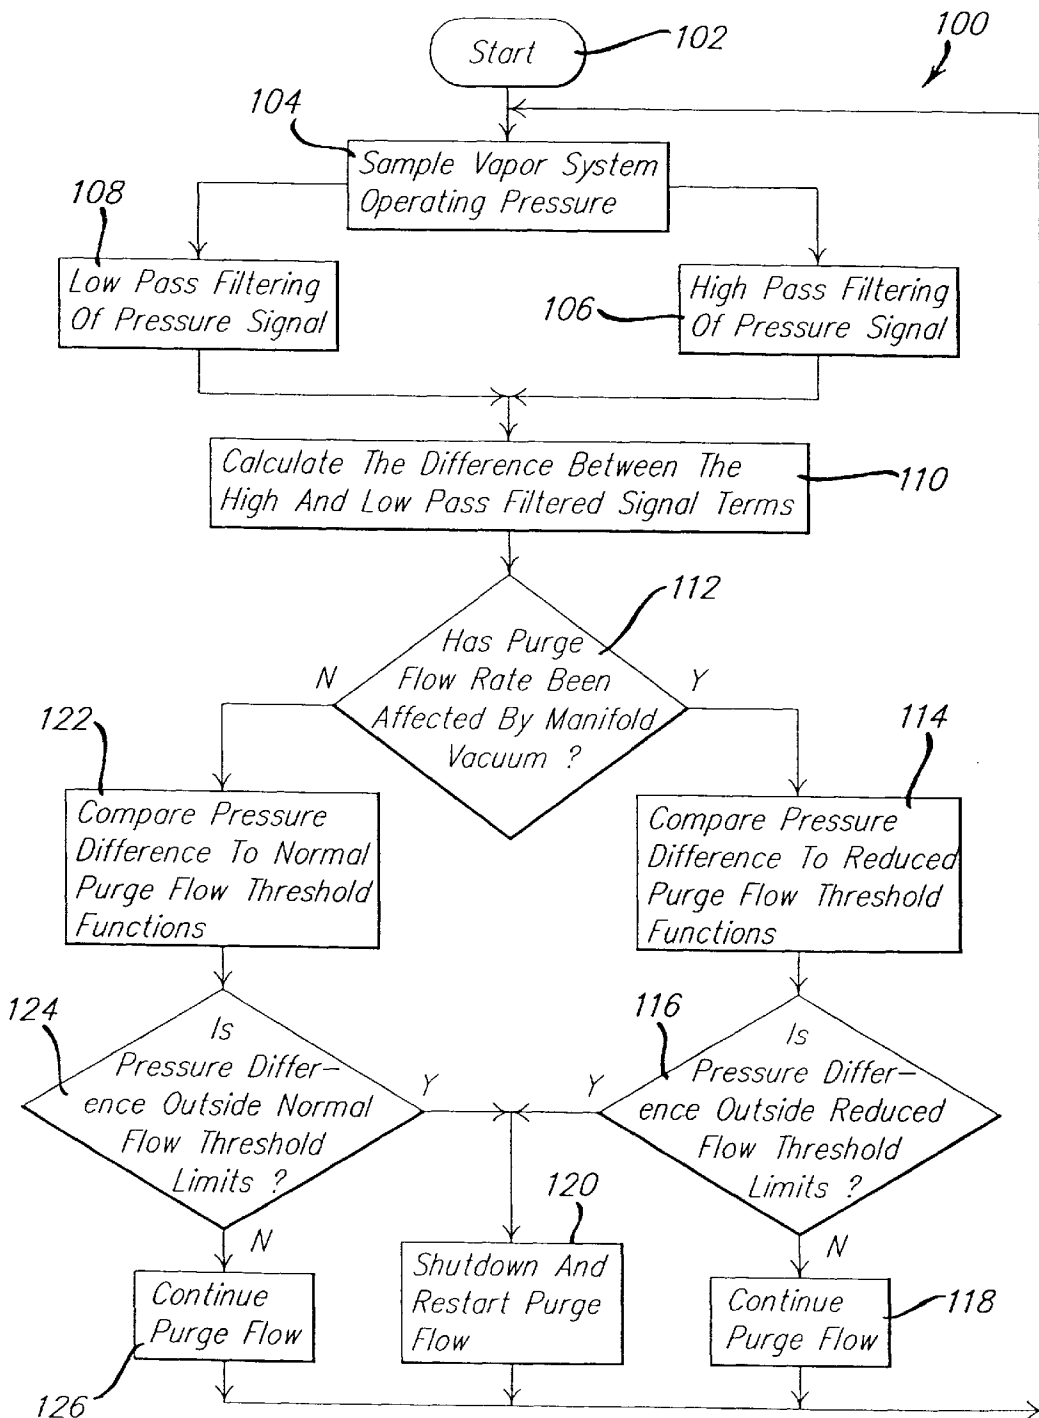 100
Start
102
104
Sample Vapor System
Operating Pressure
108
Low Pass Filtering
Of Pressure Signal
106
High Pass Filtering
Of Pressure Signal
Calculate The Difference Between The
High And Low Pass Filtered Signal Terms
110
112
Has Purge
Flow Rate Been
Affected By Manifold
Vacuum ?
N
Y
122
Compare Pressure
Difference To Normal
Purge Flow Threshold
Functions
114
Compare Pressure
Difference To Reduced
Purge Flow Threshold
Functions
124
Is
Pressure Differ-
ence Outside Normal
Flow Threshold
Limits ?
Y
N
116
Is
Pressure Differ-
ence Outside Reduced
Flow Threshold
Limits ?
Y
N
Continue
Purge Flow
126
120
Shutdown And
Restart Purge
Flow
Continue
Purge Flow
118